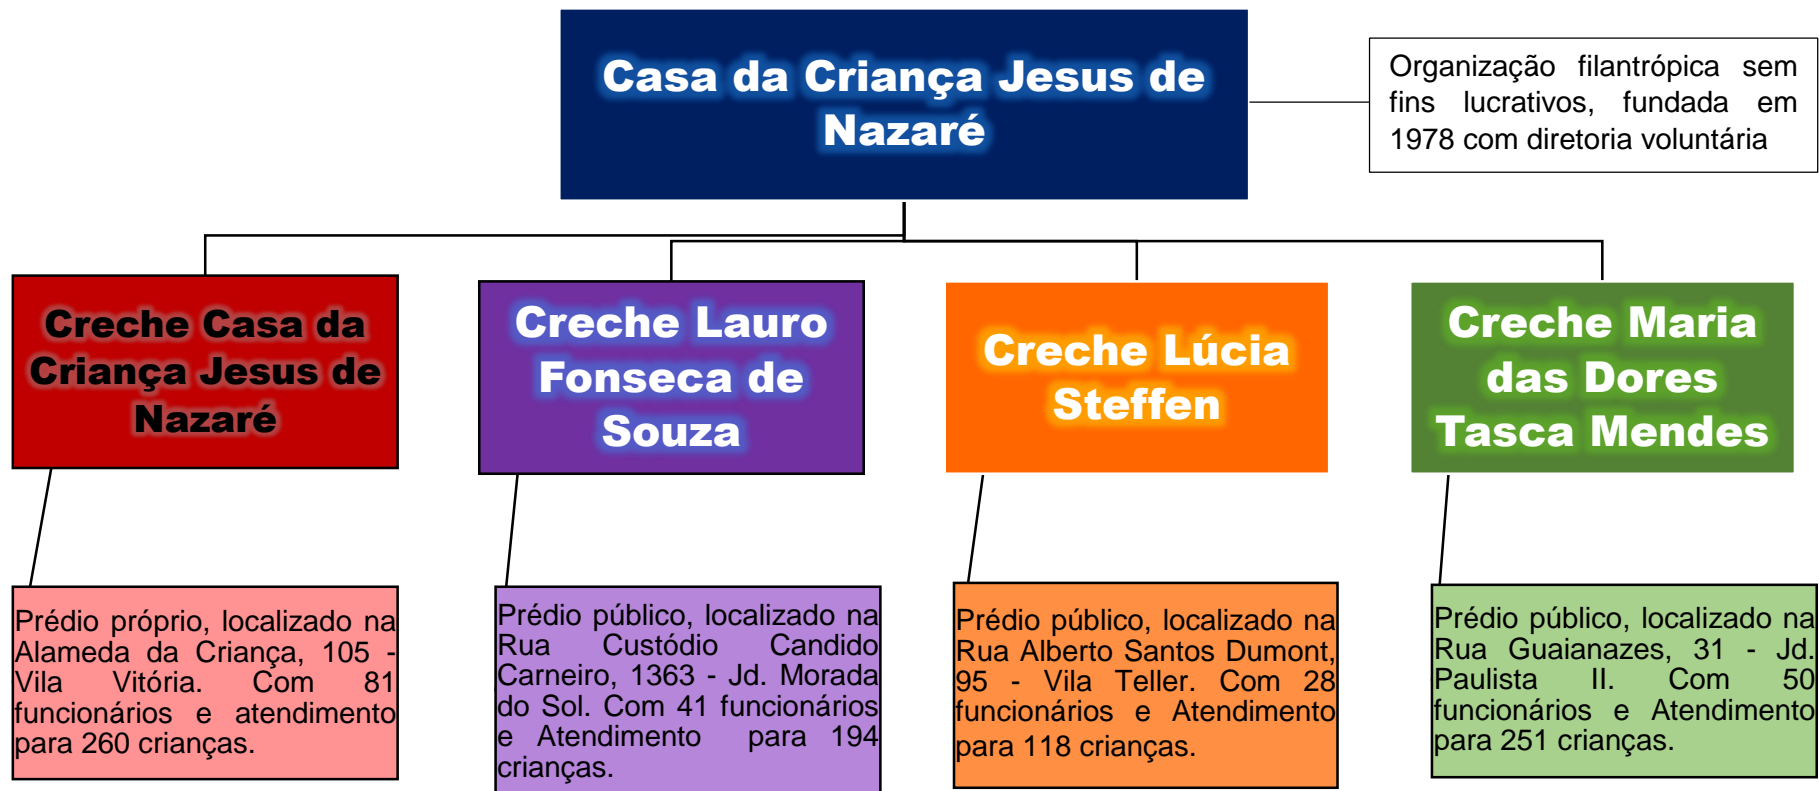 Casa da Criança Jesus de
Nazaré
Organização filantrópica sem
fins lucrativos, fundada em
1978 com diretoria voluntária
Creche Casa da
Criança Jesus de
Nazaré
Creche Lauro
Fonseca de
Souza
Creche Lúcia
Steffen
Creche Maria
das Dores
Tasca Mendes
Prédio próprio, localizado na
Alameda da Criança, 105 -
Vila Vitória. Com 81
funcionários e atendimento
para 260 crianças.
Prédio público, localizado na
Rua Custódio Candido
Carneiro, 1363 - Jd. Morada
do Sol. Com 41 funcionários
e Atendimento para 194
crianças.
Prédio público, localizado na
Rua Alberto Santos Dumont,
95 - Vila Teller. Com 28
funcionários e Atendimento
para 118 crianças.
Prédio público, localizado na
Rua Guaianazes, 31 - Jd.
Paulista II. Com 50
funcionários e Atendimento
para 251 crianças.